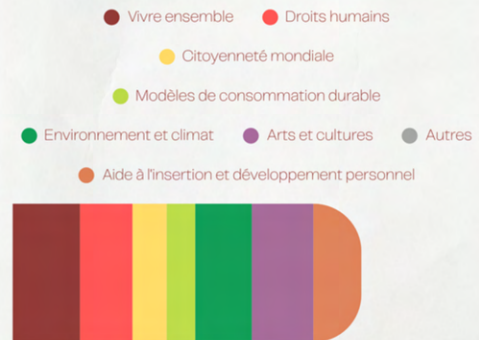 Vivre ensemble Droits humains
Citoyenneté mondiale
Modèles de consommation durable
Environnement et climat Arts et cultures Autres
Aide à l'insertion et développement personnel